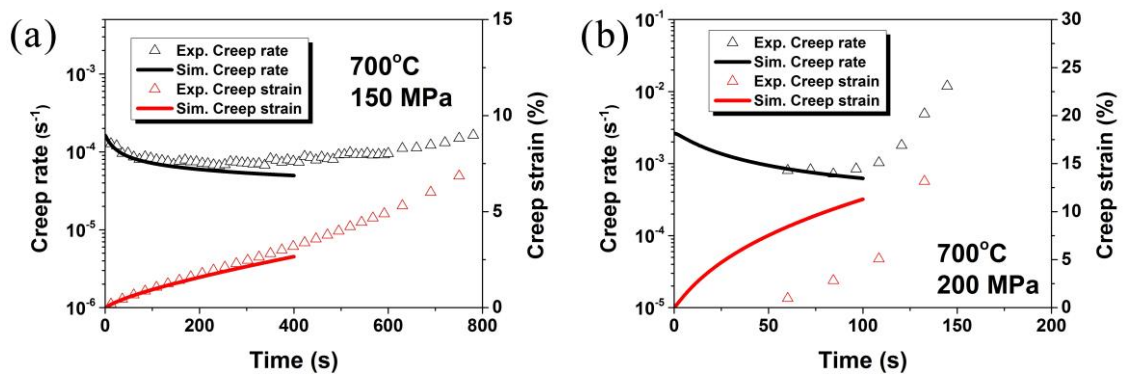 (a)
Creep rate (s⁻¹)
10⁻³
10⁻⁴
10⁻⁵
10⁻⁶
Exp. Creep rate
Sim. Creep rate
Exp. Creep strain
Sim. Creep strain
700°C
150 MPa
15
10
5
0
Creep strain (%)
0 200 400 600 800
Time (s)
(b)
Creep rate (s⁻¹)
10⁻¹
10⁻²
10⁻³
10⁻⁴
10⁻⁵
Exp. Creep rate
Sim. Creep rate
Exp. Creep strain
Sim. Creep strain
700°C
200 MPa
30
25
20
15
10
5
0
Creep strain (%)
0 50 100 150 200
Time (s)